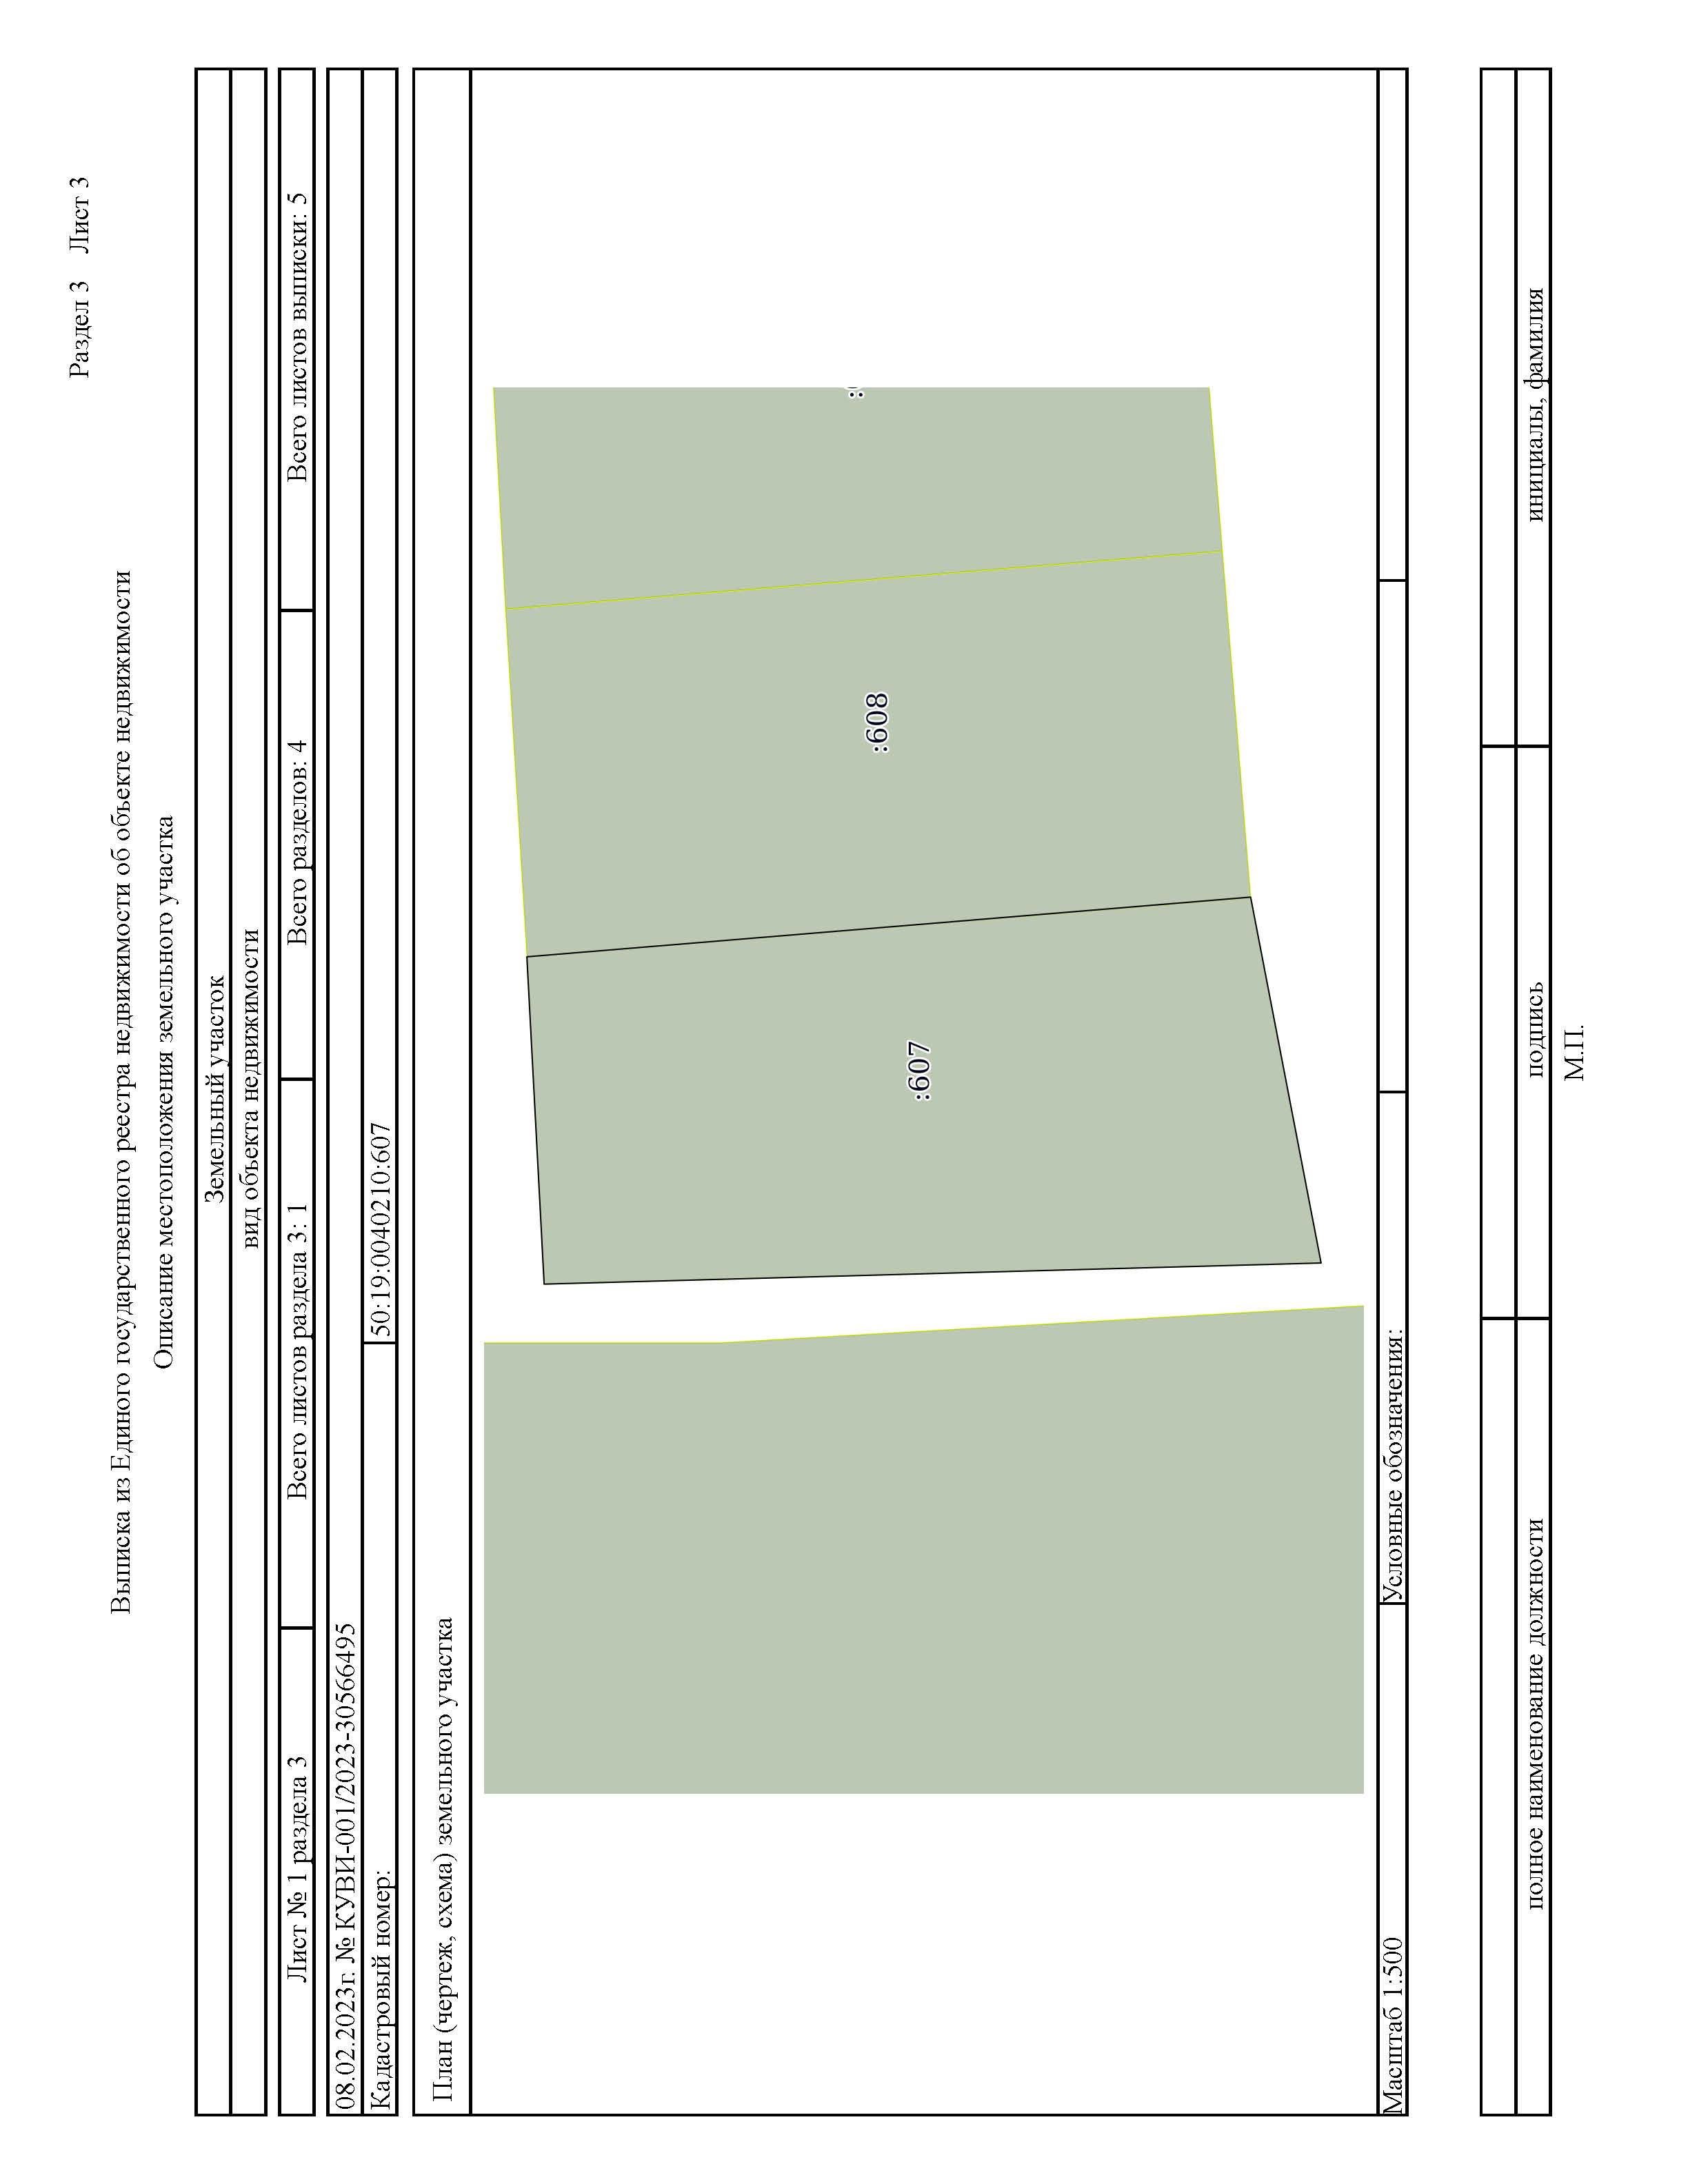 Раздел 3 Лист 3
Выписка из Единого государственного реестра недвижимости об объекте недвижимости
Описание местоположения земельного участка
Земельный участок
вид объекта недвижимости
Лист № 1 раздела 3
Всего листов раздела 3: 1
Всего разделов: 4
Всего листов выписки: 5
08.02.2023г. № КУВИ-001/2023-30566495
Кадастровый номер:
50:19:0040210:607
План (чертеж, схема) земельного участка
:608
:607
Масштаб 1:500
Условные обозначения:
полное наименование должности
подпись
инициалы, фамилия
М.П.